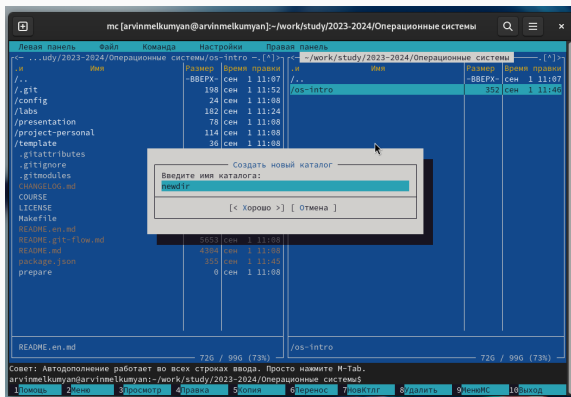 mc [arvinmelkumyan@arvinmelkumyan]:~/work/study/2023-2024/Операционные системы
Левая панель Файл Команда Настройки Правая панель
<— ...udy/2023-2024/Операционные системы/os-intro —.[^]>
<— ~/work/study/2023-2024/Операционные системы —.[^]>
.и Имя Размер Время правки .и Имя Размер Время правки
/.. -ВВЕРХ- сен 1 11:07 /.. -ВВЕРХ- сен 1 11:07
/.git 198 сен 1 11:52 /os-intro 352 сен 1 11:46
/config 24 сен 1 11:08
/labs 182 сен 1 11:24
/presentation 78 сен 1 11:08
/project-personal 114 сен 1 11:08
/template 36 сен 1 11:08
.gitattributes
.gitignore
.gitmodules
CHANGELOG.md
COURSE
LICENSE
Makefile
README.en.md
README.git-flow.md 5653 сен 1 11:08
README.md 4304 сен 1 11:08
package.json 355 сен 1 11:45
prepare 0 сен 1 11:08
Создать новый каталог
Введите имя каталога:
newdir
[< Хорошо >] [ Отмена ]
README.en.md /os-intro
72G / 99G (73%) 72G / 99G (73%)
Совет: Автодополнение работает во всех строках ввода. Просто нажмите M-Tab.
arvinmelkumyan@arvinmelkumyan:~/work/study/2023-2024/Операционные системы$
1Помощь 2Меню 3Просмотр 4Правка 5Копия 6Перенос 7НовКтлг 8Удалить 9МенюMC 10Выход